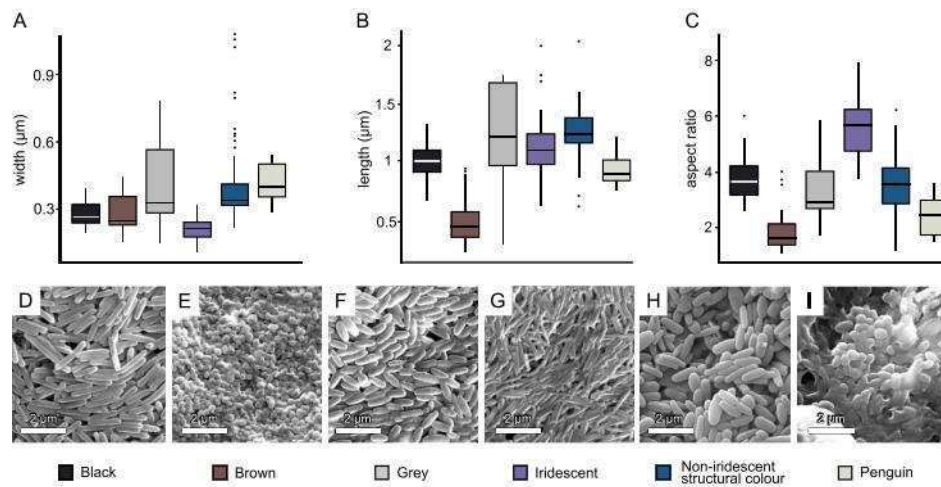 A
B
C
width (µm)
0.9
0.6
0.3
length (µm)
2
1.5
1
0.5
aspect ratio
8
6
4
2
D
E
F
G
H
I
2 µm
2 µm
2 µm
2 µm
2 µm
2 µm
Black
Brown
Grey
Iridescent
Non-iridescent
structural colour
Penguin